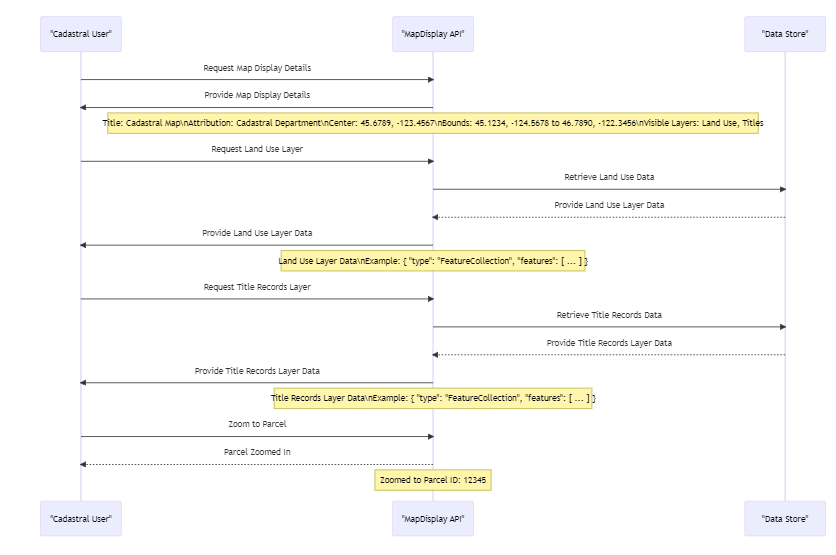 "Cadastral User" "MapDisplay API" "Data Store"
Request Map Display Details
Provide Map Display Details
Title: Cadastral Map\nAttribution: Cadastral Department\nCenter: 45.6789, -123.4567\nBounds: 45.1234, -124.5678 to 46.7890, -122.3456\nVisible Layers: Land Use, Titles
Request Land Use Layer
Retrieve Land Use Data
Provide Land Use Layer Data
Provide Land Use Layer Data
Land Use Layer Data\nExample: { "type": "FeatureCollection", "features": [ ... ] }
Request Title Records Layer
Retrieve Title Records Data
Provide Title Records Layer Data
Provide Title Records Layer Data
Title Records Layer Data\nExample: { "type": "FeatureCollection", "features": [ ... ] }
Zoom to Parcel
Parcel Zoomed In
Zoomed to Parcel ID: 12345
"Cadastral User" "MapDisplay API" "Data Store"